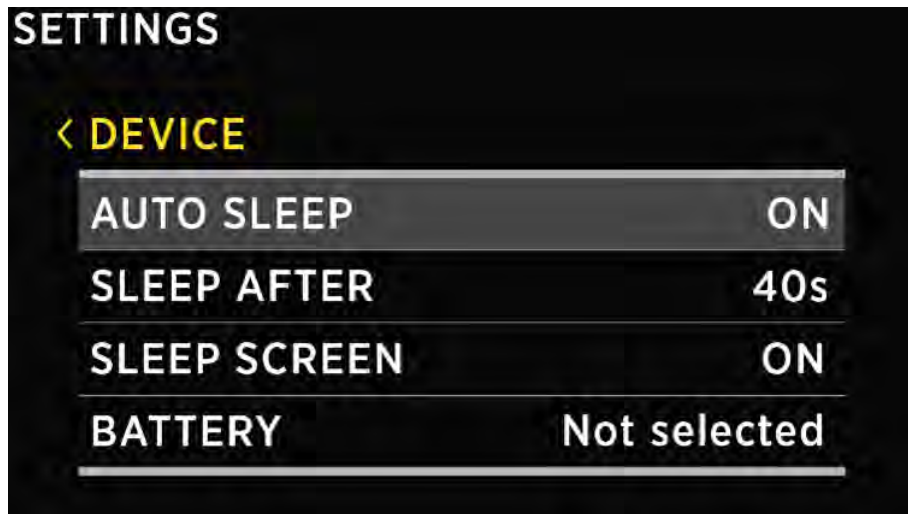 SETTINGS
< DEVICE
AUTO SLEEP ON
SLEEP AFTER 40s
SLEEP SCREEN ON
BATTERY Not selected